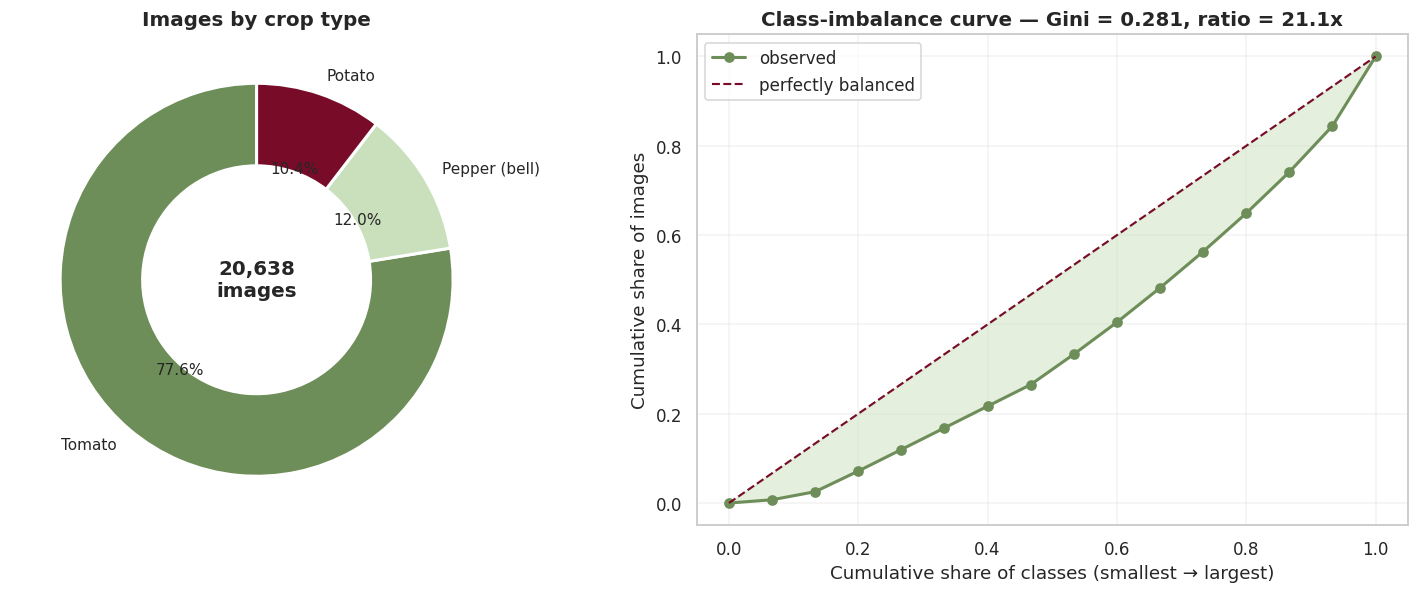 Images by crop type
Potato
10.4%
Pepper (bell)
12.0%
20,638
images
77.6%
Tomato
Class-imbalance curve — Gini = 0.281, ratio = 21.1x
observed
perfectly balanced
Cumulative share of images
1.0
0.8
0.6
0.4
0.2
0.0
0.0 0.2 0.4 0.6 0.8 1.0
Cumulative share of classes (smallest → largest)